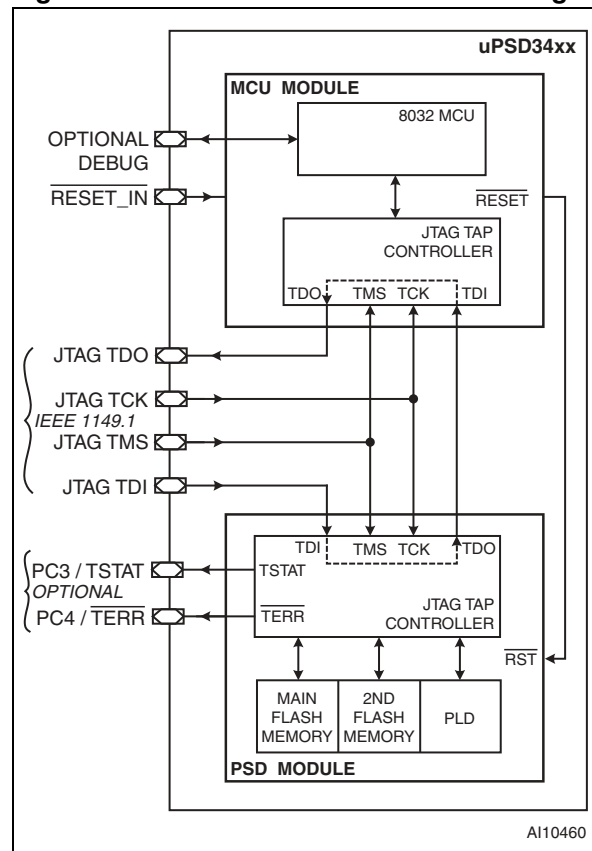 uPSD34xx
MCU MODULE
8032 MCU
OPTIONAL
DEBUG
RESET_IN
RESET
JTAG TAP
CONTROLLER
TDO TMS TCK TDI
JTAG TDO
JTAG TCK
IEEE 1149.1
JTAG TMS
JTAG TDI
TDI TMS TCK TDO
PC3 / TSTAT
TSTAT
OPTIONAL
JTAG TAP
CONTROLLER
PC4 / TERR
TERR
RST
MAIN
FLASH
MEMORY
2ND
FLASH
MEMORY
PLD
PSD MODULE
AI10460